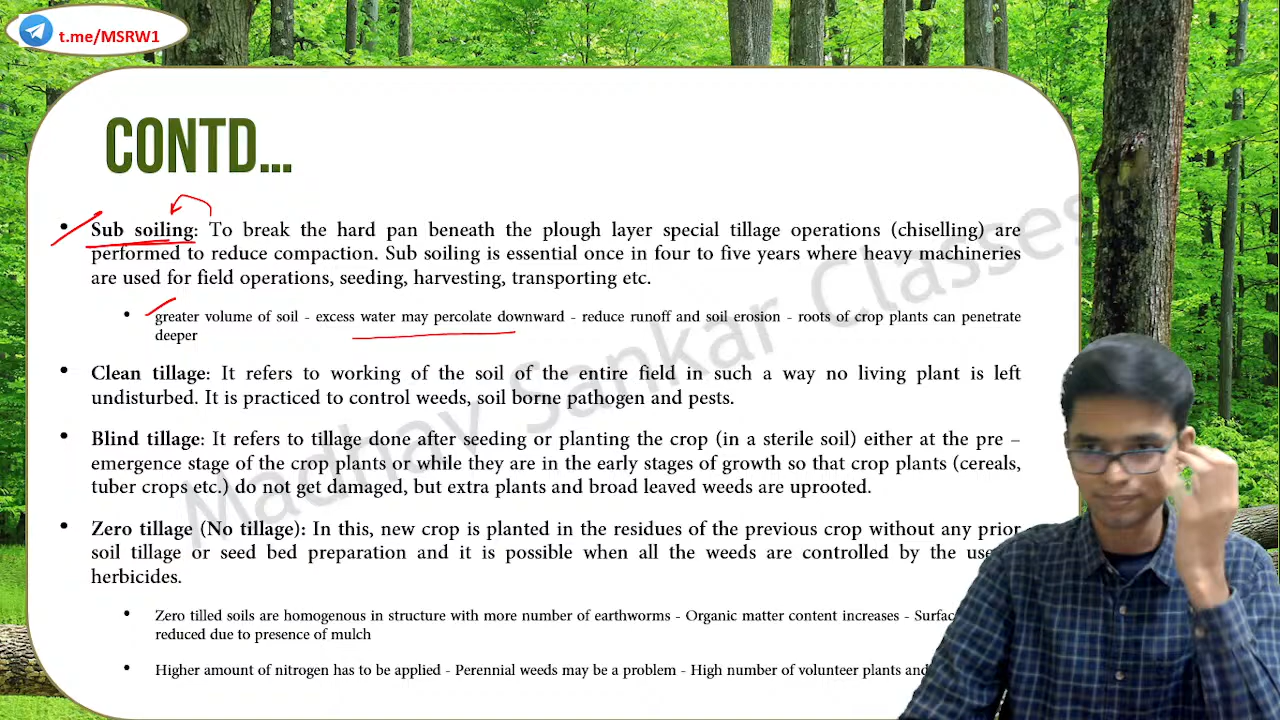 t.me/MSRW1
CONTD...
• Sub soiling: To break the hard pan beneath the plough layer special tillage operations (chiselling) are
performed to reduce compaction. Sub soiling is essential once in four to five years where heavy machineries
are used for field operations, seeding, harvesting, transporting etc.
• greater volume of soil - excess water may percolate downward - reduce runoff and soil erosion - roots of crop plants can penetrate
deeper
• Clean tillage: It refers to working of the soil of the entire field in such a way no living plant is left
undisturbed. It is practiced to control weeds, soil borne pathogen and pests.
• Blind tillage: It refers to tillage done after seeding or planting the crop (in a sterile soil) either at the pre –
emergence stage of the crop plants or while they are in the early stages of growth so that crop plants (cereals,
tuber crops etc.) do not get damaged, but extra plants and broad leaved weeds are uprooted.
• Zero tillage (No tillage): In this, new crop is planted in the residues of the previous crop without any prior
soil tillage or seed bed preparation and it is possible when all the weeds are controlled by the use
herbicides.
• Zero tilled soils are homogenous in structure with more number of earthworms - Organic matter content increases -
reduced due to presence of mulch
• Higher amount of nitrogen has to be applied - Perennial weeds may be a problem - High number of volunteer plants and
Madhav Sankar Classes